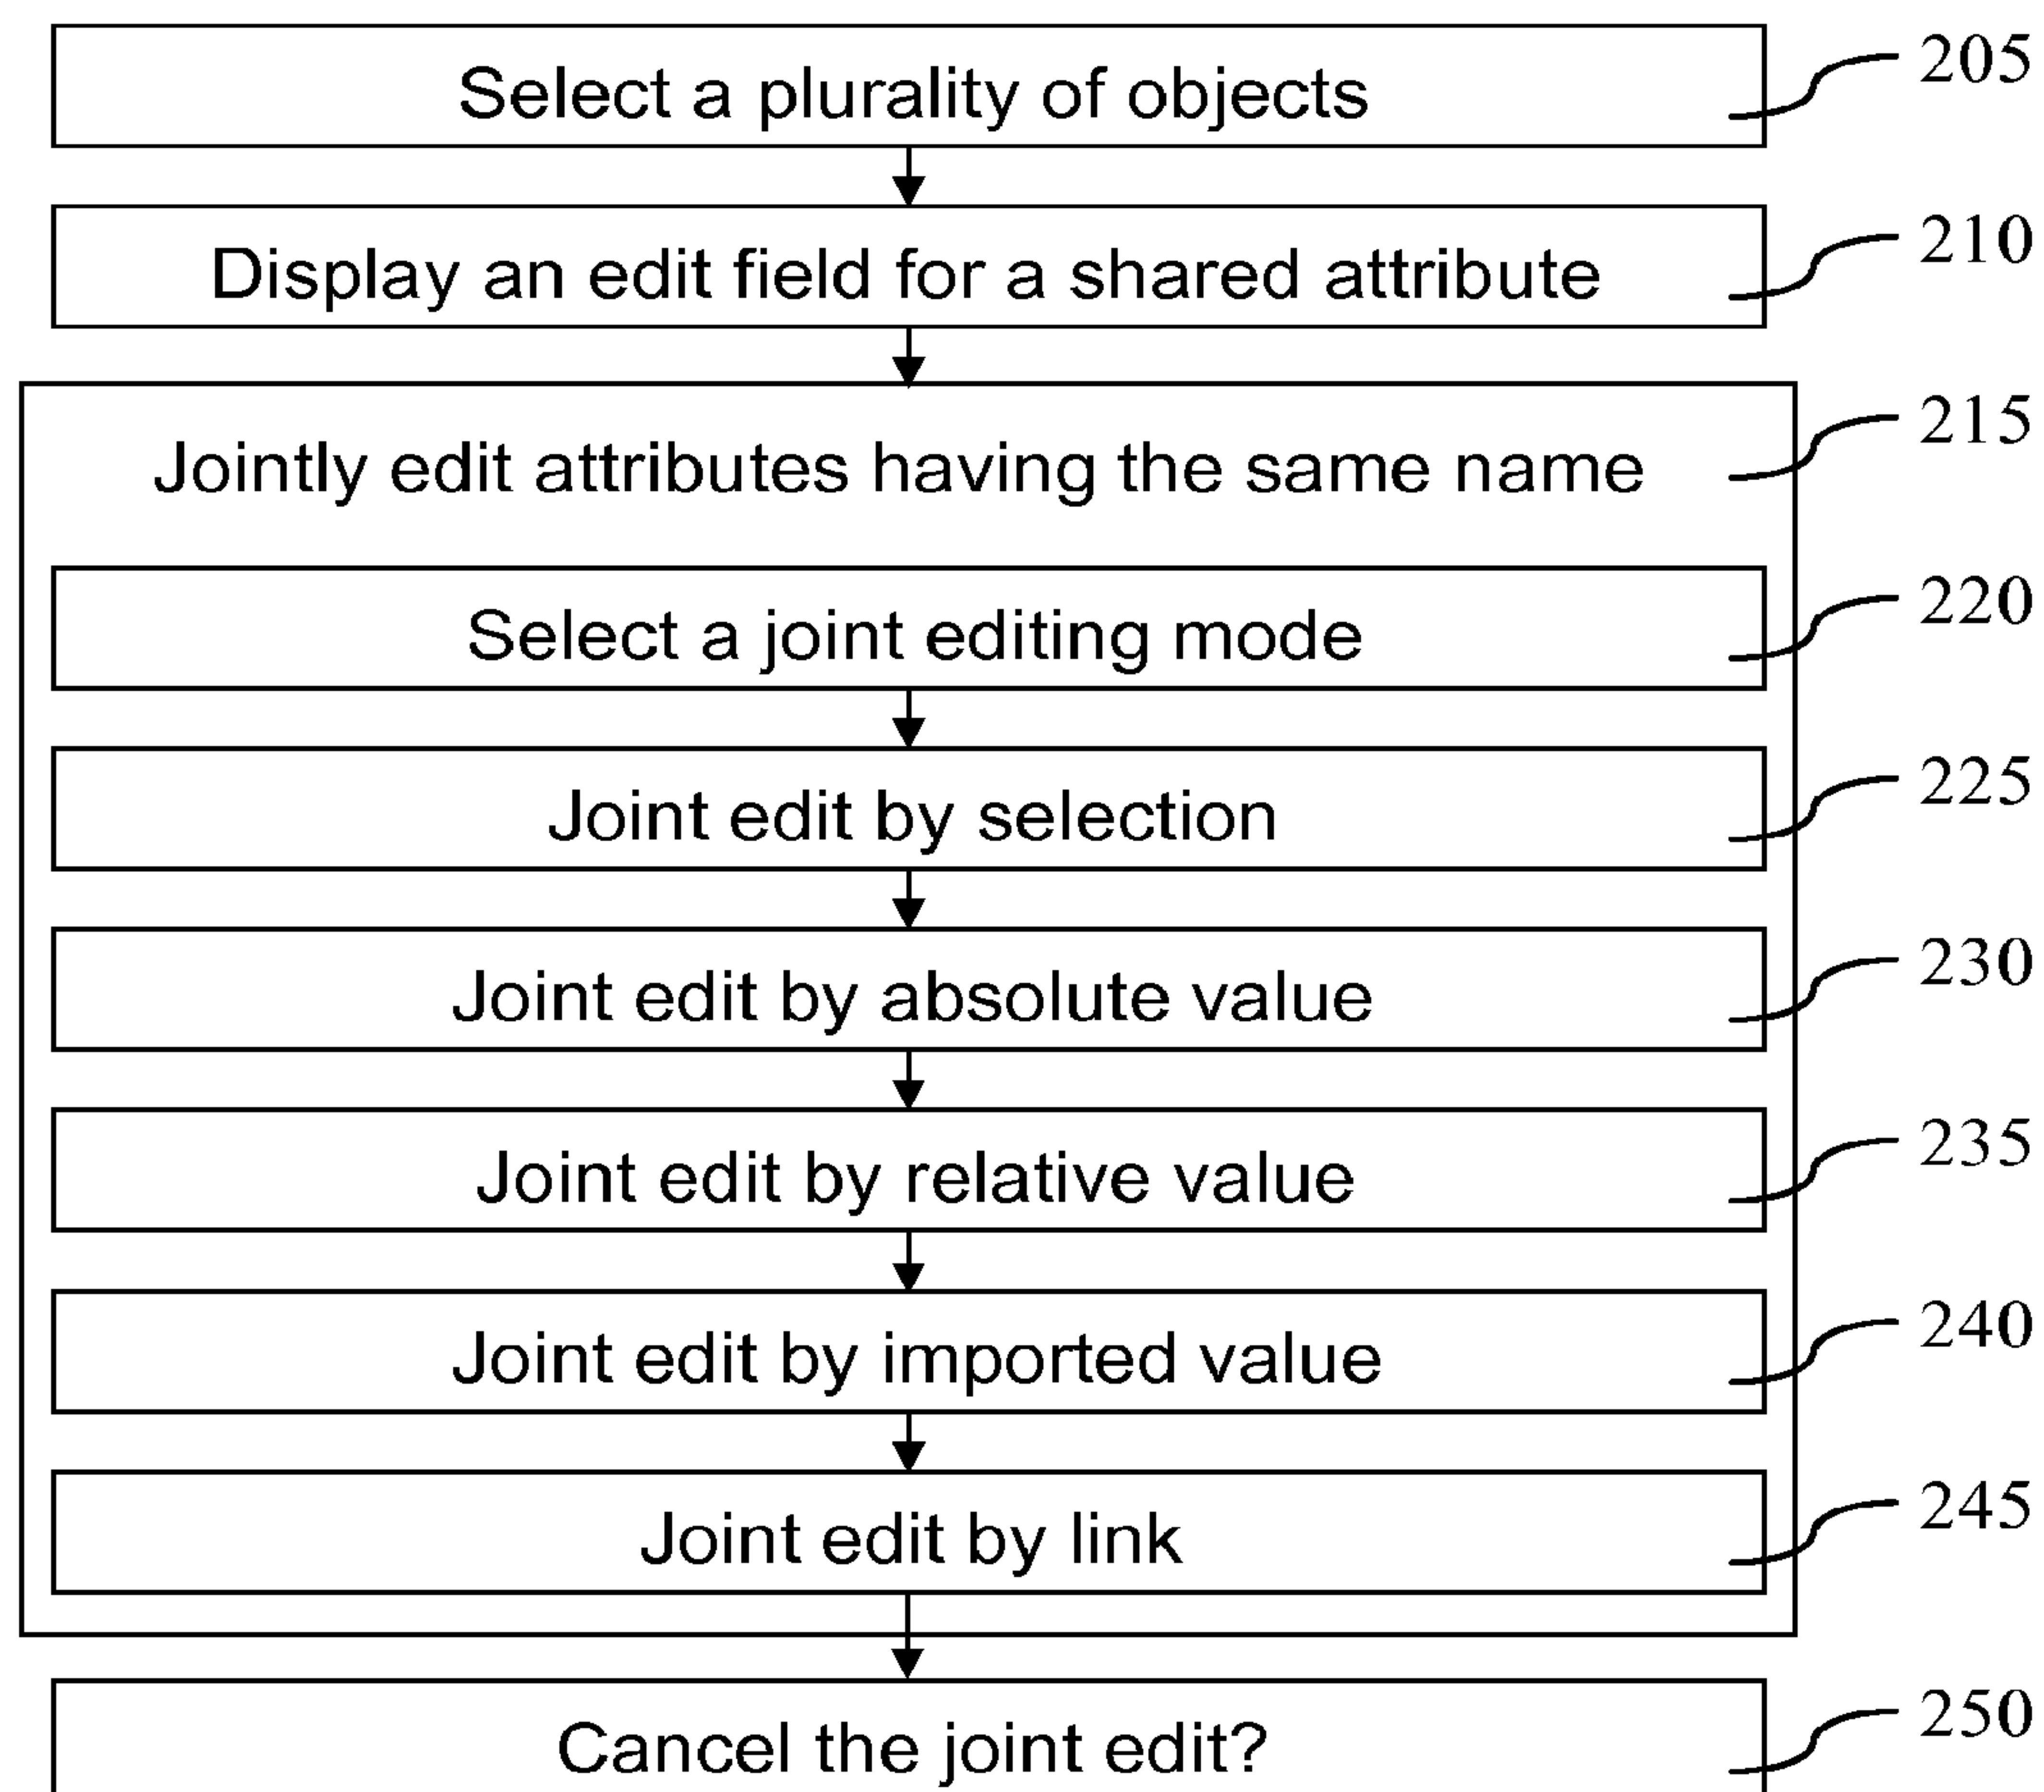 Select a plurality of objects 205
Display an edit field for a shared attribute 210
Jointly edit attributes having the same name 215
Select a joint editing mode 220
Joint edit by selection 225
Joint edit by absolute value 230
Joint edit by relative value 235
Joint edit by imported value 240
Joint edit by link 245
Cancel the joint edit? 250